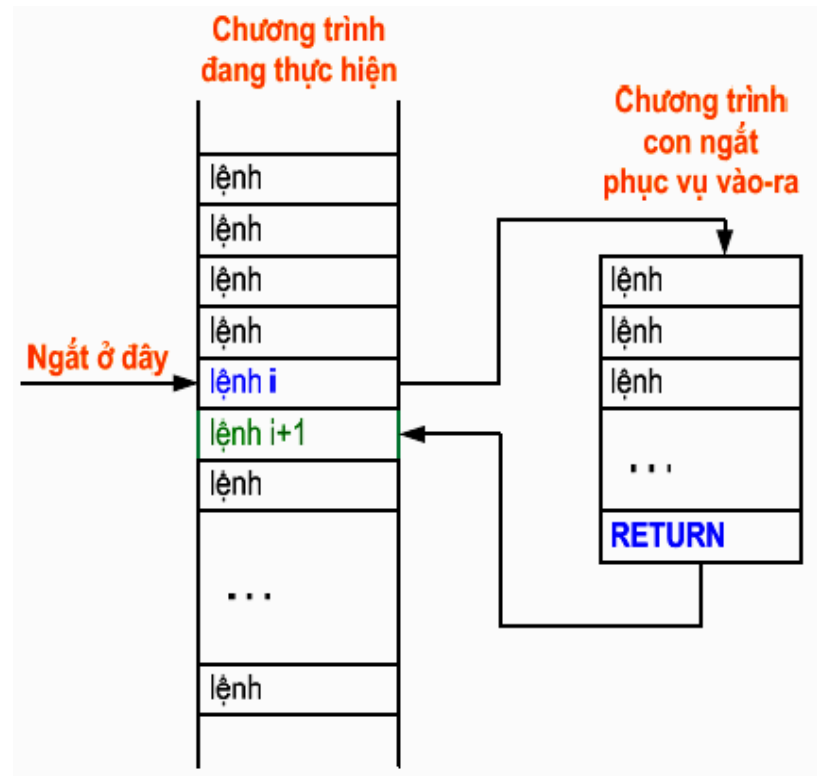 Chương trình
đang thực hiện
lệnh
lệnh
lệnh
lệnh
Ngắt ở đây
lệnh i
lệnh i+1
lệnh
...
lệnh
Chương trình
con ngắt
phục vụ vào-ra
lệnh
lệnh
lệnh
...
RETURN